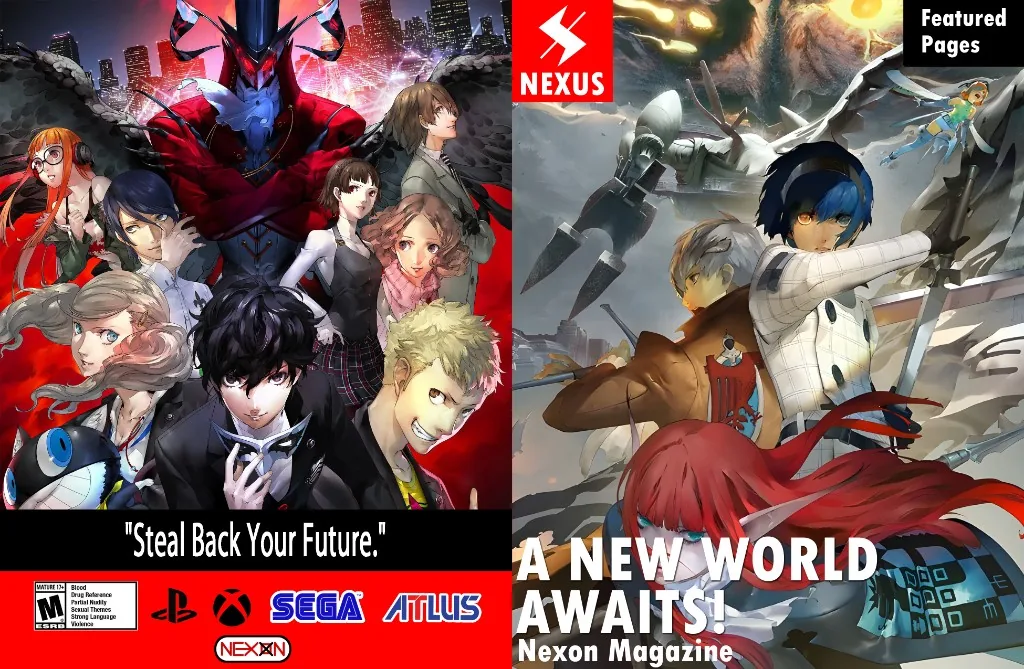 "Steal Back Your Future."
MATURE 17+
M
ESRB
Blood
Drug Reference
Partial Nudity
Sexual Themes
Strong Language
Violence
SEGA
ATLUS
NEXON
NEXUS
Featured
Pages
A NEW WORLD
AWAITS!
Nexon Magazine